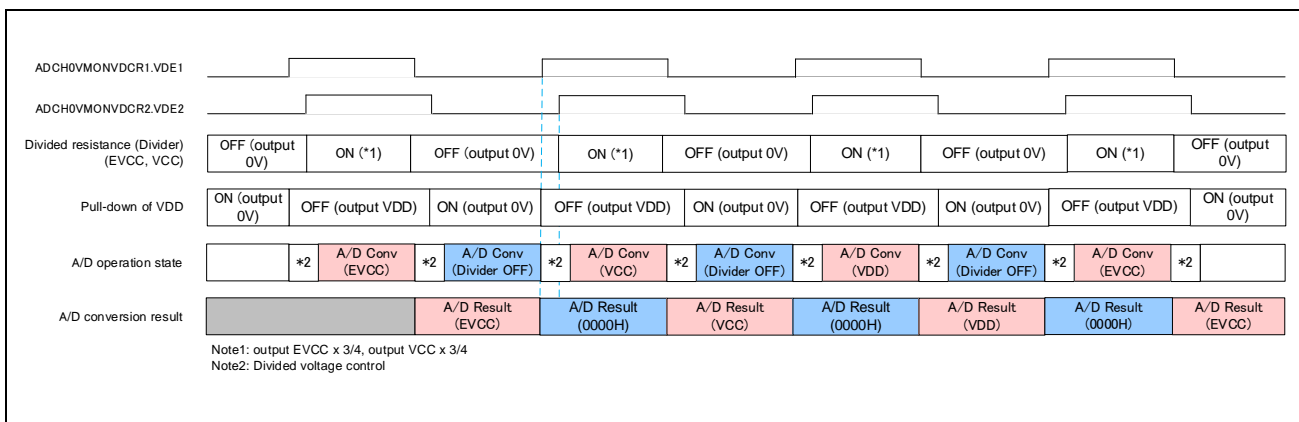 ADCH0VMONVDCR1.VDE1
ADCH0VMONVDCR2.VDE2
Divided resistance (Divider)
(EVCC, VCC)
OFF (output
0V)
ON (*1)
OFF (output 0V)
ON (*1)
OFF (output 0V)
ON (*1)
OFF (output 0V)
ON (*1)
OFF (output
0V)
Pull-down of VDD
ON (output
0V)
OFF (output VDD)
ON (output 0V)
OFF (output VDD)
ON (output 0V)
OFF (output VDD)
ON (output 0V)
OFF (output VDD)
ON (output
0V)
A/D operation state
*2
A/D Conv
(EVCC)
*2
A/D Conv
(Divider OFF)
*2
A/D Conv
(VCC)
*2
A/D Conv
(Divider OFF)
*2
A/D Conv
(VDD)
*2
A/D Conv
(Divider OFF)
*2
A/D Conv
(EVCC)
*2
A/D conversion result
A/D Result
(EVCC)
A/D Result
(0000H)
A/D Result
(VCC)
A/D Result
(0000H)
A/D Result
(VDD)
A/D Result
(0000H)
A/D Result
(EVCC)
Note1: output EVCC x 3/4, output VCC x 3/4
Note2: Divided voltage control